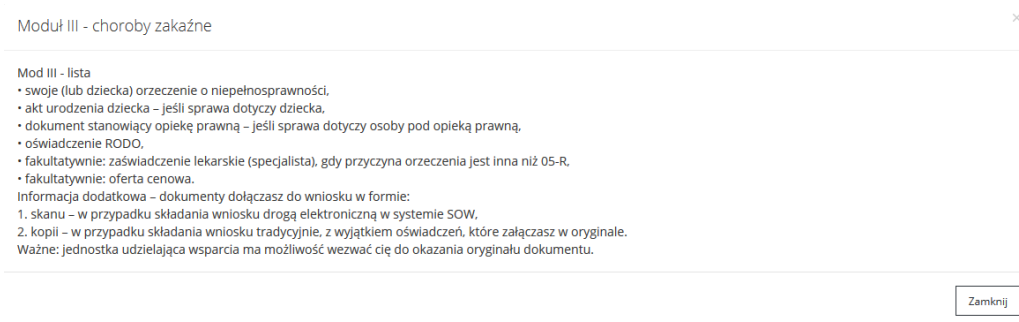 Moduł III - choroby zakaźne
×
Mod III - lista
• swoje (lub dziecka) orzeczenie o niepełnosprawności,
• akt urodzenia dziecka – jeśli sprawa dotyczy dziecka,
• dokument stanowiący opiekę prawną – jeśli sprawa dotyczy osoby pod opieką prawną,
• oświadczenie RODO,
• fakultatywnie: zaświadczenie lekarskie (specjalista), gdy przyczyna orzeczenia jest inna niż 05-R,
• fakultatywnie: oferta cenowa.
Informacja dodatkowa – dokumenty dołączasz do wniosku w formie:
1. skanu – w przypadku składania wniosku drogą elektroniczną w systemie SOW,
2. kopii – w przypadku składania wniosku tradycyjnie, z wyjątkiem oświadczeń, które załączasz w oryginale.
Ważne: jednostka udzielająca wsparcia ma możliwość wezwać cię do okazania oryginału dokumentu.
Zamknij